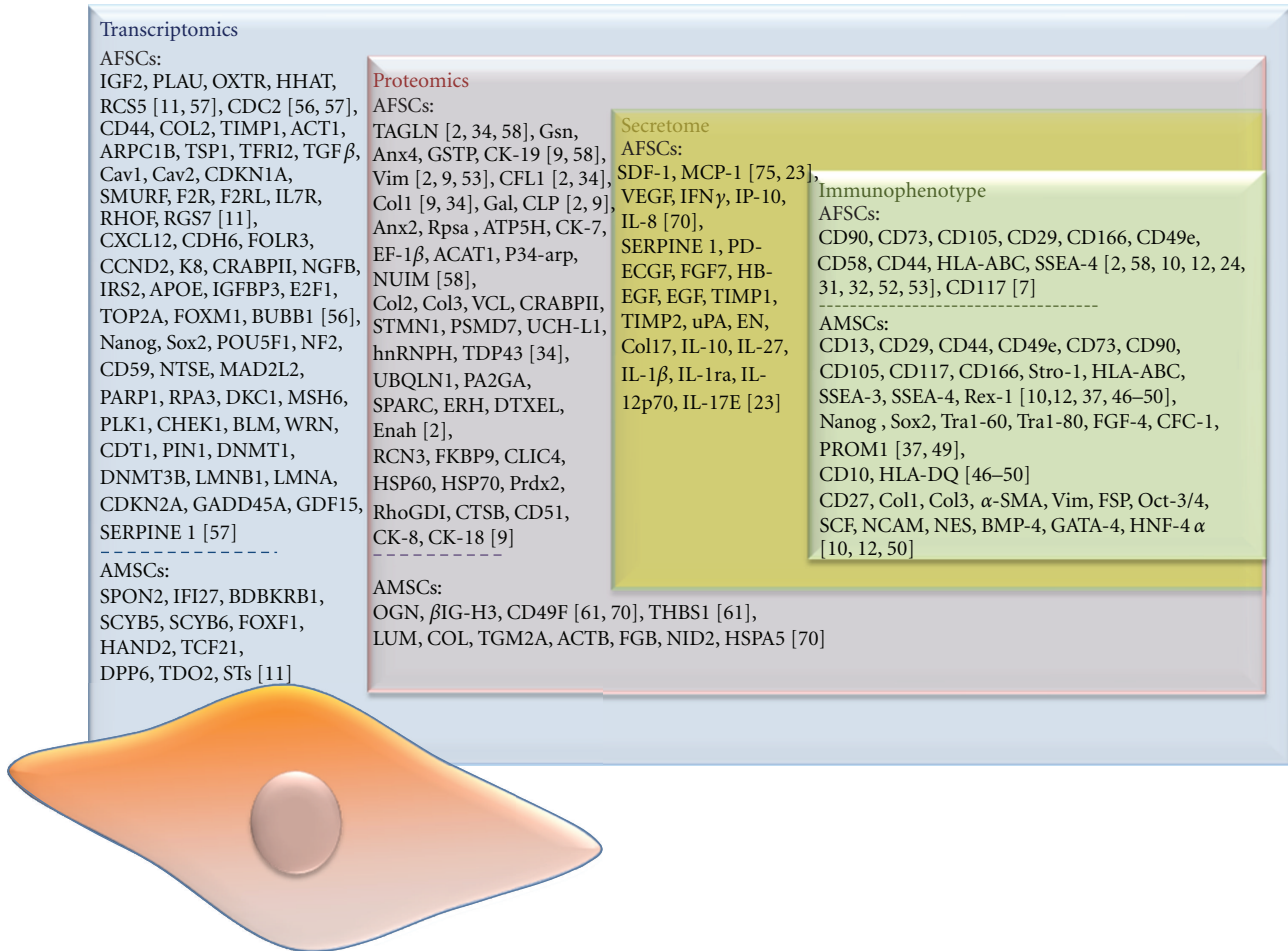 Transcriptomics
AFSCs:
IGF2, PLAU, OXTR, HHAT,
RCS5 [11, 57], CDC2 [56, 57],
CD44, COL2, TIMP1, ACT1,
ARPC1B, TSP1, TFRI2, TGFβ,
Cav1, Cav2, CDKN1A,
SMURF, F2R, F2RL, IL7R,
RHOF, RGS7 [11],
CXCL12, CDH6, FOLR3,
CCND2, K8, CRABPII, NGFB,
IRS2, APOE, IGFBP3, E2F1,
TOP2A, FOXM1, BUBB1 [56],
Nanog, Sox2, POU5F1, NF2,
CD59, NTSE, MAD2L2,
PARP1, RPA3, DKC1, MSH6,
PLK1, CHEK1, BLM, WRN,
CDT1, PIN1, DNMT1,
DNMT3B, LMNB1, LMNA,
CDKN2A, GADD45A, GDF15,
SERPINE 1 [57]
AMSCs:
SPON2, IFI27, BDBKRB1,
SCYB5, SCYB6, FOXF1,
HAND2, TCF21,
DPP6, TDO2, STs [11]
Proteomics
AFSCs:
TAGLN [2, 34, 58], Gsn,
Anx4, GSTP, CK-19 [9, 58],
Vim [2, 9, 53], CFL1 [2, 34],
Col1 [9, 34], Gal, CLP [2, 9],
Anx2, Rpsa , ATP5H, CK-7,
EF-1β, ACAT1, P34-arp,
NUIM [58],
Col2, Col3, VCL, CRABPII,
STMN1, PSMD7, UCH-L1,
hnRNPH, TDP43 [34],
UBQLN1, PA2GA,
SPARC, ERH, DTXEL,
Enah [2],
RCN3, FKBP9, CLIC4,
HSP60, HSP70, Prdx2,
RhoGDI, CTSB, CD51,
CK-8, CK-18 [9]
AMSCs:
OGN, βIG-H3, CD49F [61, 70], THBS1 [61],
LUM, COL, TGM2A, ACTB, FGB, NID2, HSPA5 [70]
Secretome
AFSCs:
SDF-1, MCP-1 [75, 23],
VEGF, IFNγ, IP-10,
IL-8 [70],
SERPINE 1, PD-
ECGF, FGF7, HB-
EGF, EGF, TIMP1,
TIMP2, uPA, EN,
Col17, IL-10, IL-27,
IL-1β, IL-1ra, IL-
12p70, IL-17E [23]
Immunophenotype
AFSCs:
CD90, CD73, CD105, CD29, CD166, CD49e,
CD58, CD44, HLA-ABC, SSEA-4 [2, 58, 10, 12, 24,
31, 32, 52, 53], CD117 [7]
AMSCs:
CD13, CD29, CD44, CD49e, CD73, CD90,
CD105, CD117, CD166, Stro-1, HLA-ABC,
SSEA-3, SSEA-4, Rex-1 [10,12, 37, 46–50],
Nanog , Sox2, Tra1-60, Tra1-80, FGF-4, CFC-1,
PROM1 [37, 49],
CD10, HLA-DQ [46–50]
CD27, Col1, Col3, α-SMA, Vim, FSP, Oct-3/4,
SCF, NCAM, NES, BMP-4, GATA-4, HNF-4 α
[10, 12, 50]